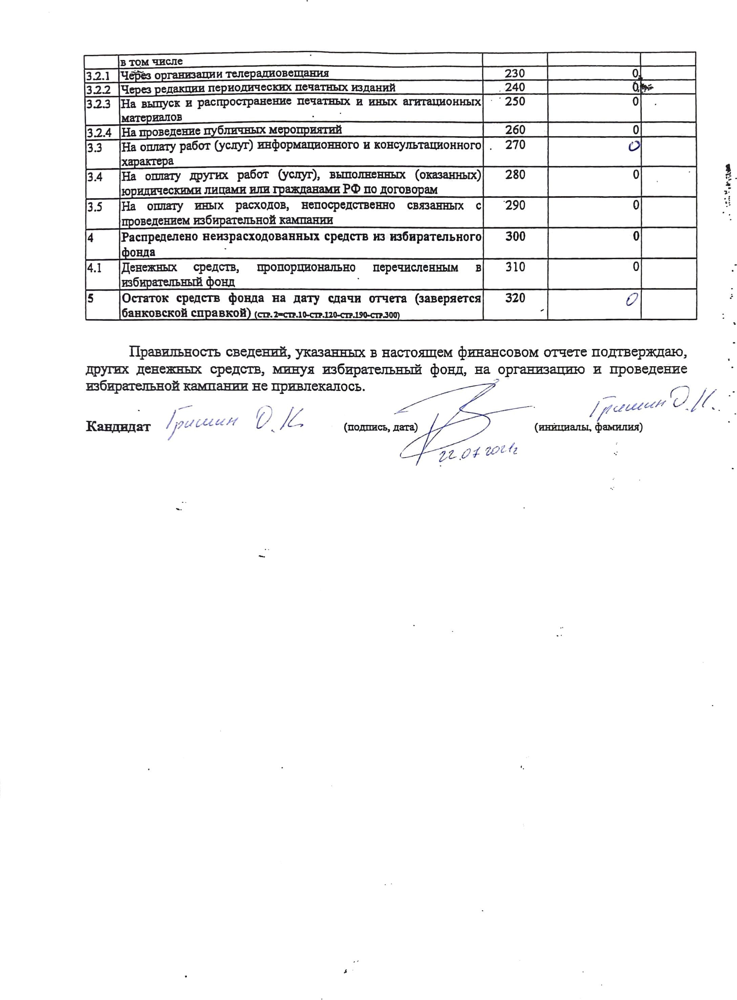 в том числе
3.2.1 Через организации телерадиовещания 230 0
3.2.2 Через редакции периодических печатных изданий 240 0
3.2.3 На выпуск и распространение печатных и иных агитационных 250 0
материалов
3.2.4 На проведение публичных мероприятий 260 0
3.3 На оплату работ (услуг) информационного и консультационного 270 0
характера
3.4 На оплату других работ (услуг), выполненных (оказанных) 280 0
юридическими лицами или гражданами РФ по договорам
3.5 На оплату иных расходов, непосредственно связанных с 290 0
проведением избирательной кампании
4 Распределено неизрасходованных средств из избирательного 300 0
фонда
4.1 Денежных средств, пропорционально перечисленным в 310 0
избирательный фонд
5 Остаток средств фонда на дату сдачи отчета (заверяется 320 0
банковской справкой) (стр.2=стр.10-стр.120-стр.190-стр.300)
Правильность сведений, указанных в настоящем финансовом отчете подтверждаю,
других денежных средств, минуя избирательный фонд, на организацию и проведение
избирательной кампании не привлекалось.
Гришин О.К.
Кандидат Гришин О.К (подпись, дата) (инициалы, фамилия)
22.07 2021г